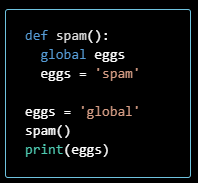 def spam():
  global eggs
  eggs = 'spam'

eggs = 'global'
spam()
print(eggs)